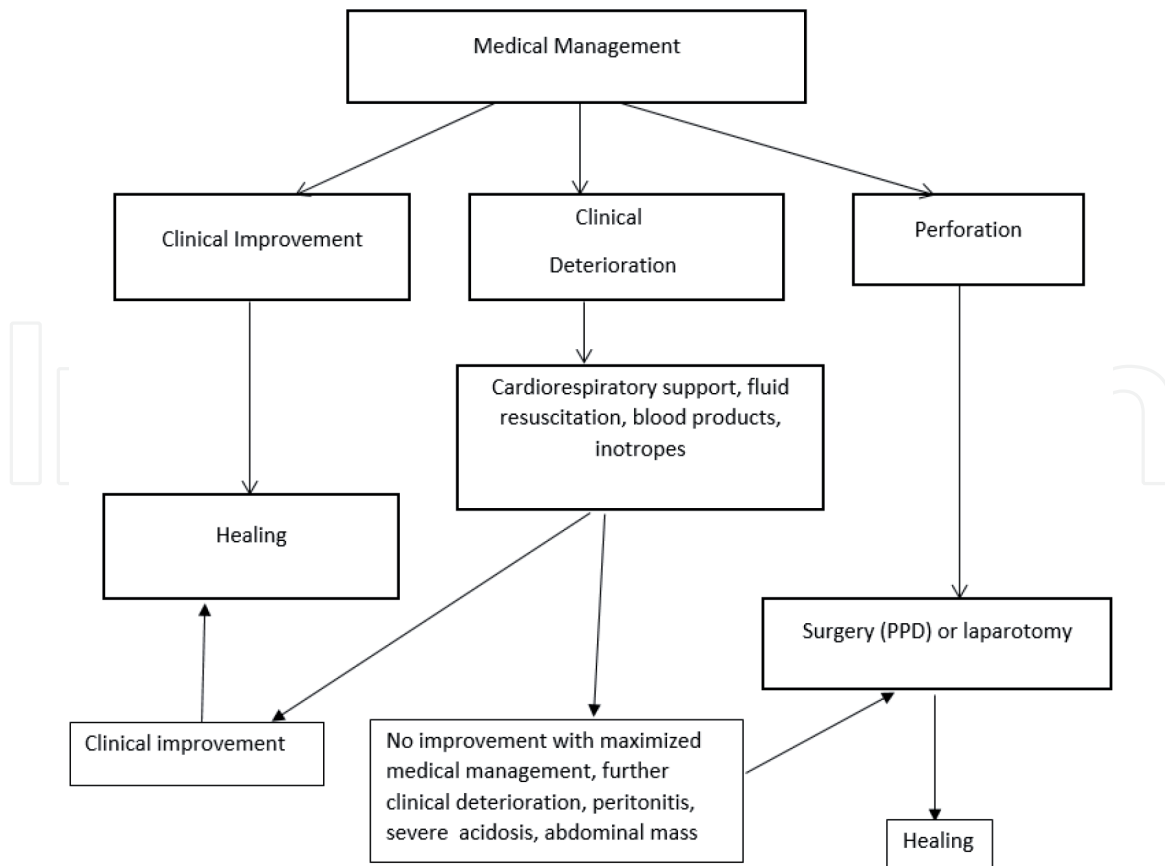 Medical Management
Clinical Improvement
Clinical
Deterioration
Perforation
Cardiorespiratory support, fluid
resuscitation, blood products,
inotropes
Healing
Surgery (PPD) or laparotomy
Clinical improvement
No improvement with maximized
medical management, further
clinical deterioration, peritonitis,
severe acidosis, abdominal mass
Healing